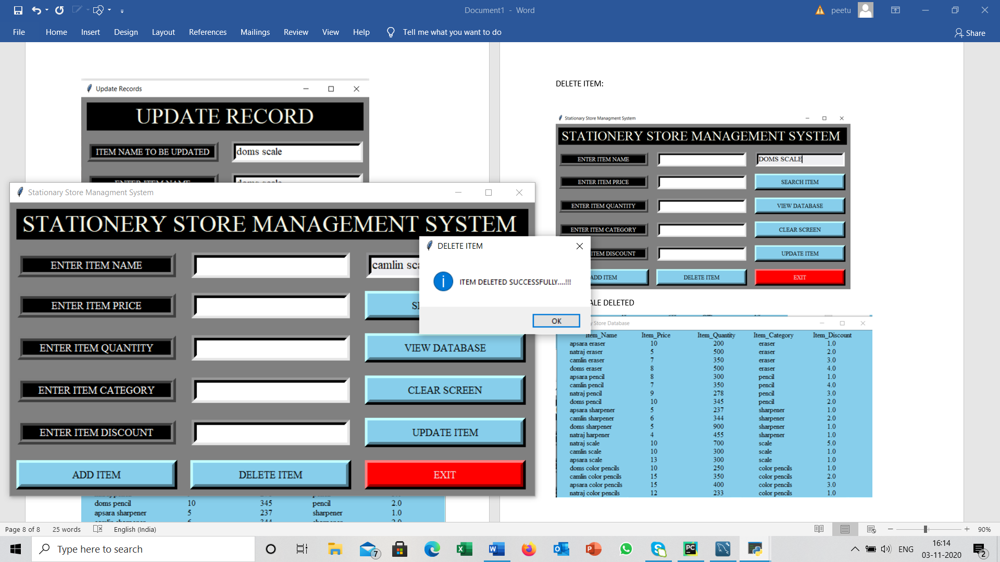 Document1 - Word
peetu
File Home Insert Design Layout References Mailings Review View Help Tell me what you want to do
Share
Update Records
UPDATE RECORD
ITEM NAME TO BE UPDATED doms scale
Stationary Store Managment System
STATIONERY STORE MANAGEMENT SYSTEM
ENTER ITEM NAME
ENTER ITEM PRICE
ENTER ITEM QUANTITY VIEW DATABASE
ENTER ITEM CATEGORY CLEAR SCREEN
ENTER ITEM DISCOUNT UPDATE ITEM
ADD ITEM DELETE ITEM EXIT
camlin
DELETE ITEM
ITEM DELETED SUCCESSFULLY....!!!
OK
doms pencil 10 345 pencil 2.0
apsara sharpener 5 237 sharpener 1.0
DELETE ITEM:
Stationary Store Managment System
STATIONERY STORE MANAGEMENT SYSTEM
ENTER ITEM NAME DOMS SCALE
ENTER ITEM PRICE SEARCH ITEM
ENTER ITEM QUANTITY VIEW DATABASE
ENTER ITEM CATEGORY CLEAR SCREEN
ITEM DISCOUNT UPDATE ITEM
ADD ITEM DELETE ITEM EXIT
DELETED
Store Database
Item_Name Item_Price Item_Quantity Item_Category Item_Discount
apsara eraser 10 200 eraser 1.0
natraj eraser 5 500 eraser 2.0
camlin eraser 7 350 eraser 3.0
doms eraser 8 500 eraser 4.0
apsara pencil 8 300 pencil 1.0
camlin pencil 7 350 pencil 4.0
natraj pencil 9 278 pencil 3.0
doms pencil 10 345 pencil 2.0
apsara sharpener 5 237 sharpener 1.0
camlin sharpener 6 344 sharpener 2.0
doms sharpener 5 900 sharpener 1.0
natraj harpener 4 455 sharpener 1.0
natraj scale 10 700 scale 5.0
camlin scale 10 300 scale 1.0
apsara scale 13 300 scale 1.0
doms color pencils 10 250 color pencils 1.0
camlin color pencils 15 350 color pencils 2.0
apsara color pencils 15 400 color pencils 3.0
natraj color pencils 12 233 color pencils 1.0
Page 8 of 8 25 words English (India) 90%
Type here to search
7
ENG
16:14
03-11-2020
2